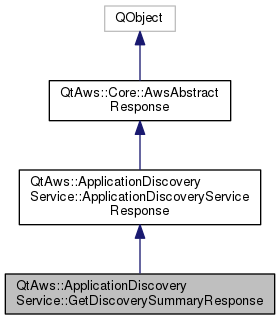 QObject
QtAws::Core::AwsAbstract
Response
QtAws::ApplicationDiscovery
Service::ApplicationDiscoveryService
Response
QtAws::ApplicationDiscovery
Service::GetDiscoverySummaryResponse